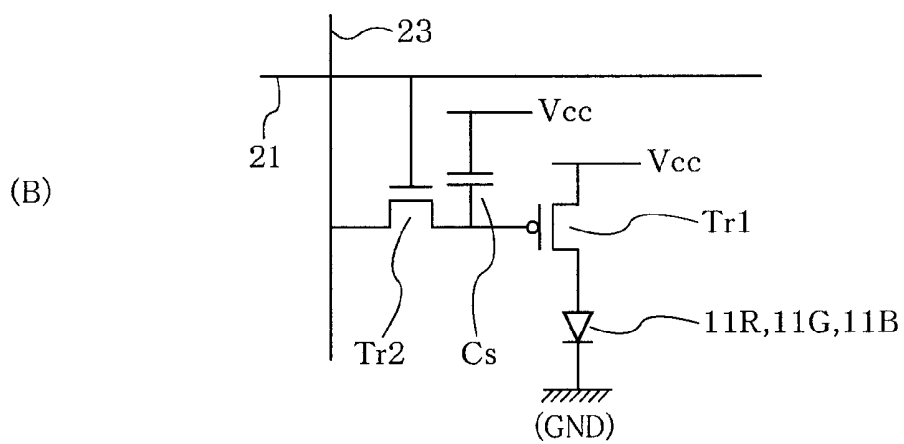 23
Vcc
21
Vcc
(B)
Tr1
11R,11G,11B
Tr2
Cs
(GND)